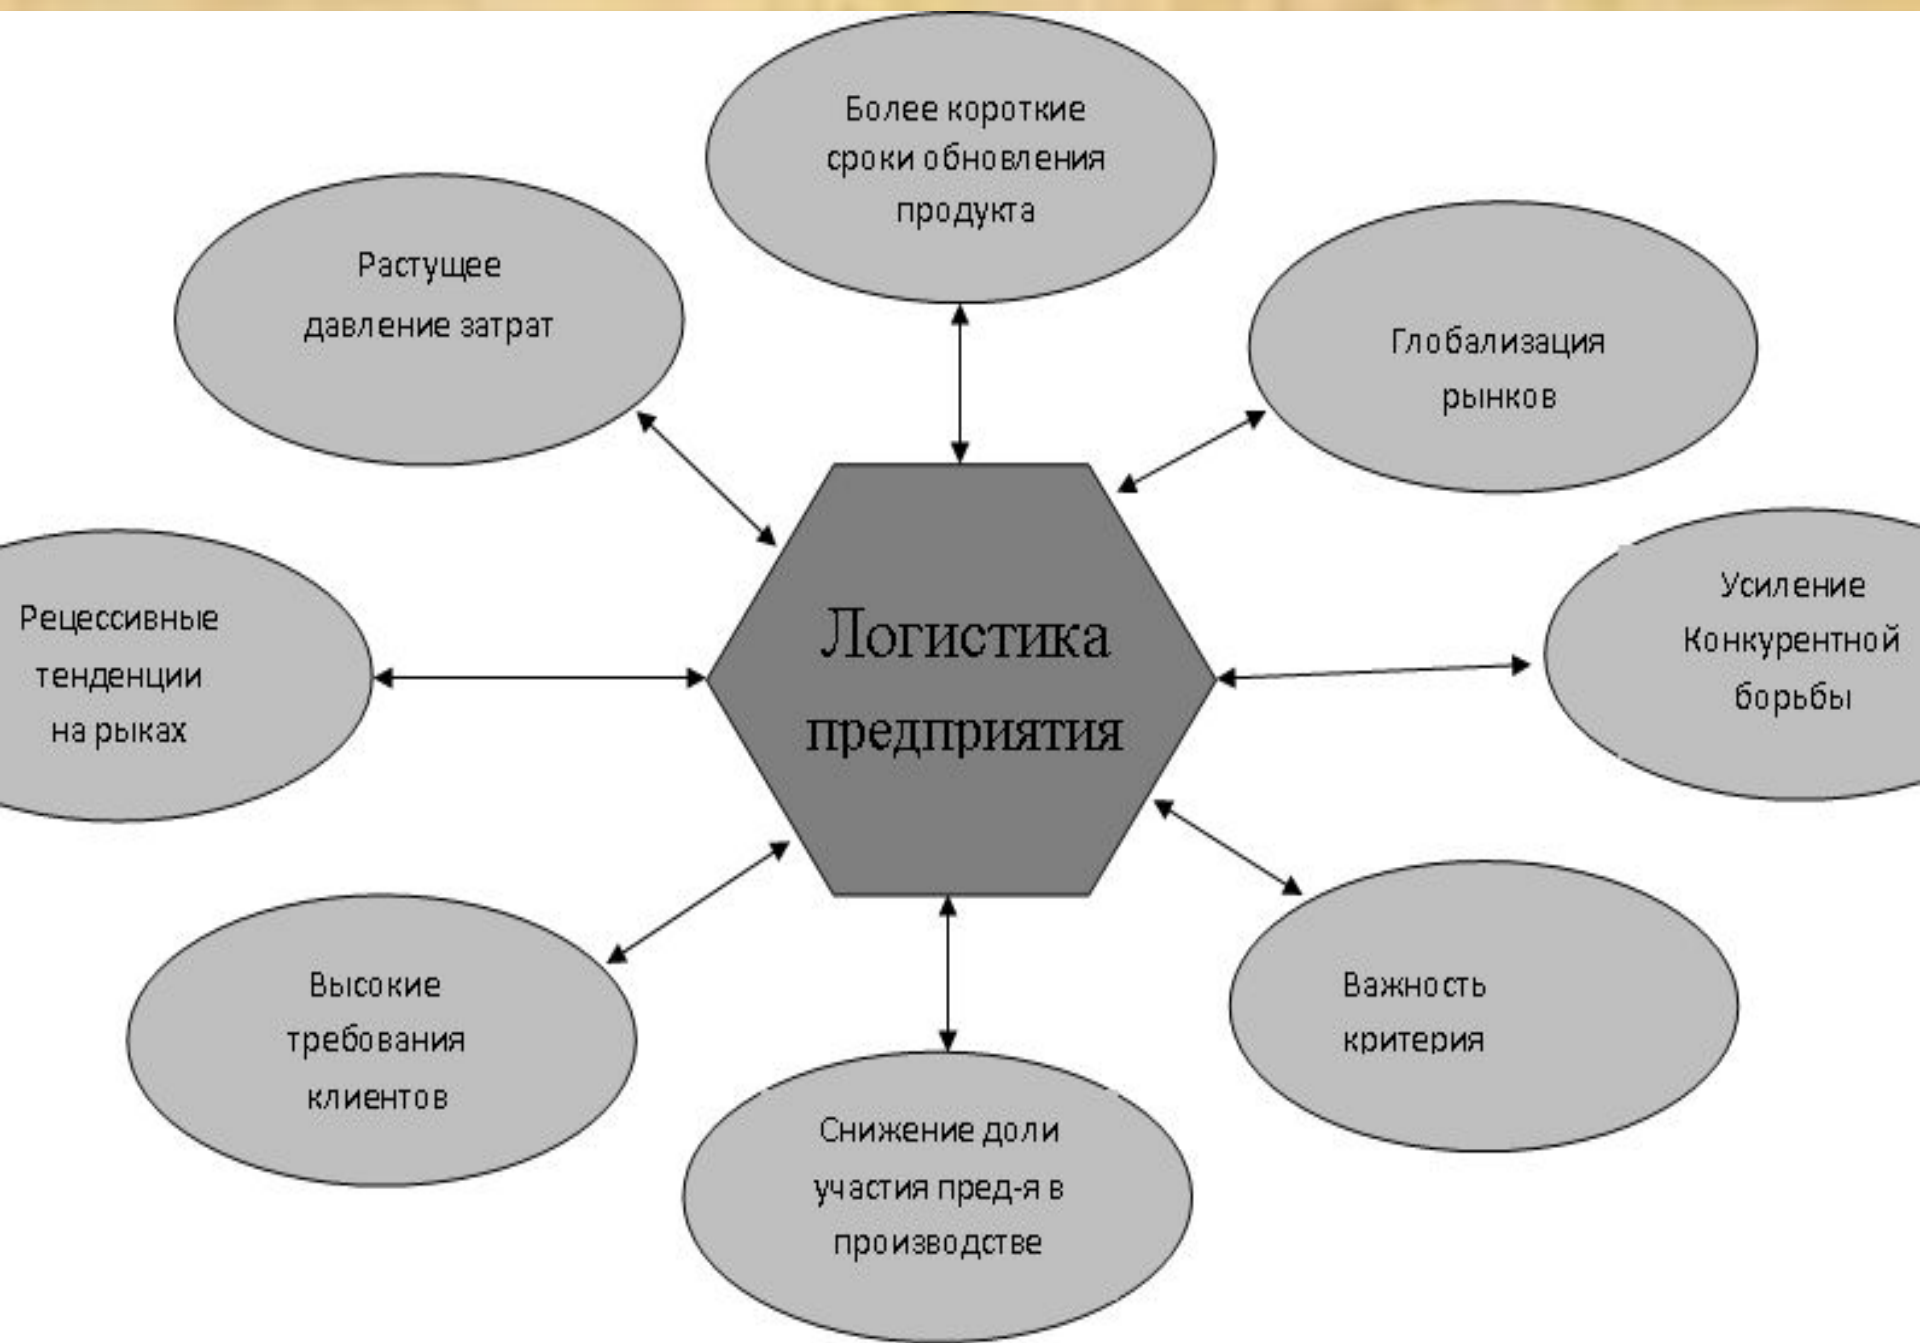 Более короткие
сроки обновления
продукта
Растущее
давление затрат
Глобализация
рынков
Рецессивные
тенденции
на рыках
Логистика
предприятия
Усиление
Конкурентной
борьбы
Высокие
требования
клиентов
Снижение доли
участия пред-я в
производстве
Важность
критерия